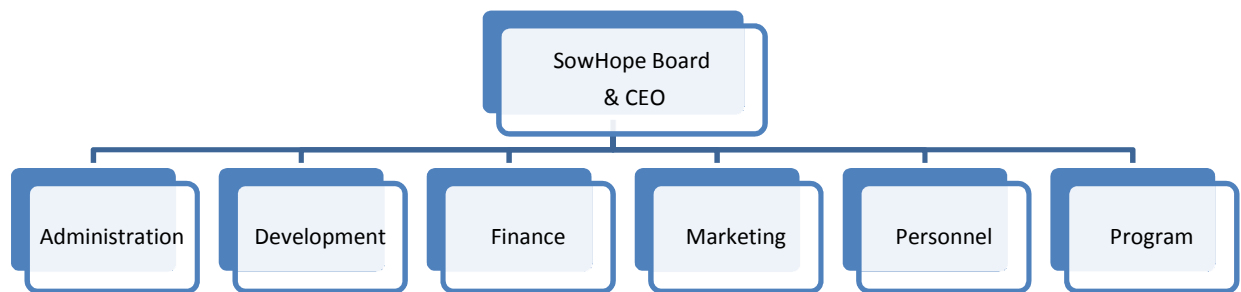 SowHope Board
& CEO
Administration
Development
Finance
Marketing
Personnel
Program